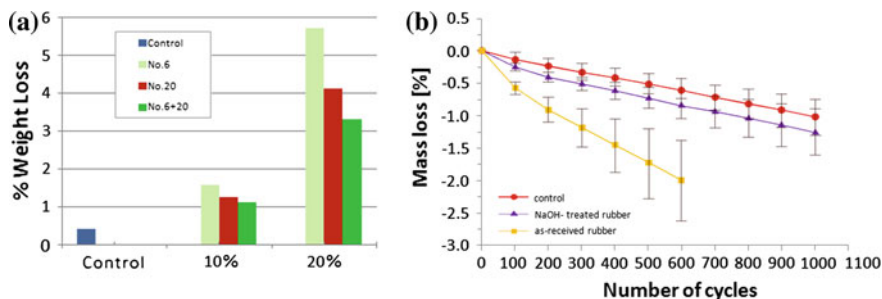 (a)
% Weight Loss
6
5
4
3
2
1
0
Control
No.6
No.20
No.6+20
Control 10% 20%
(b)
Mass loss [%]
0.5
0.0
-0.5
-1.0
-1.5
-2.0
-2.5
-3.0
control
NaOH- treated rubber
as-received rubber
0 100 200 300 400 500 600 700 800 900 1000 1100
Number of cycles